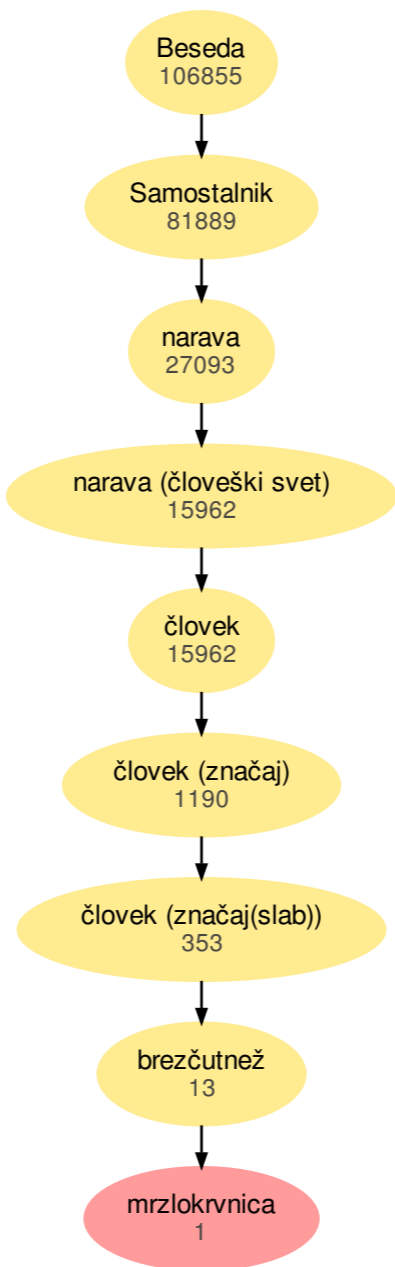 Beseda
106855
Samostalnik
81889
narava
27093
narava (človeški svet)
15962
človek
15962
človek (značaj)
1190
človek (značaj(slab))
353
brezčutnež
13
mrzlokrvnica
1